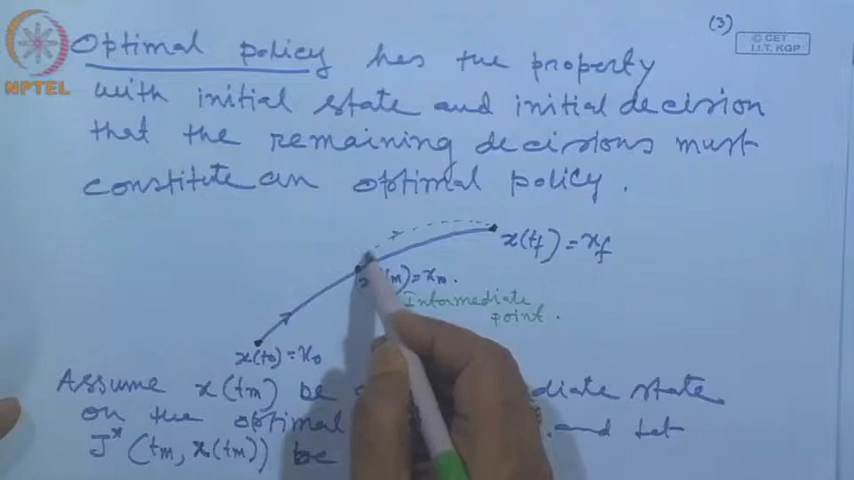 (3)
© CET
I.I.T. KGP
NPTEL
Optimal policy has the property
with initial state and initial decision
that the remaining decisions must
constitute an optimal policy.
x(tf) = xf
m) = xm.
Intermediate
point.
x(t0) = x0
Assume x(tm) be diate state
on the optimal and let
J*(tm, x(tm)) be